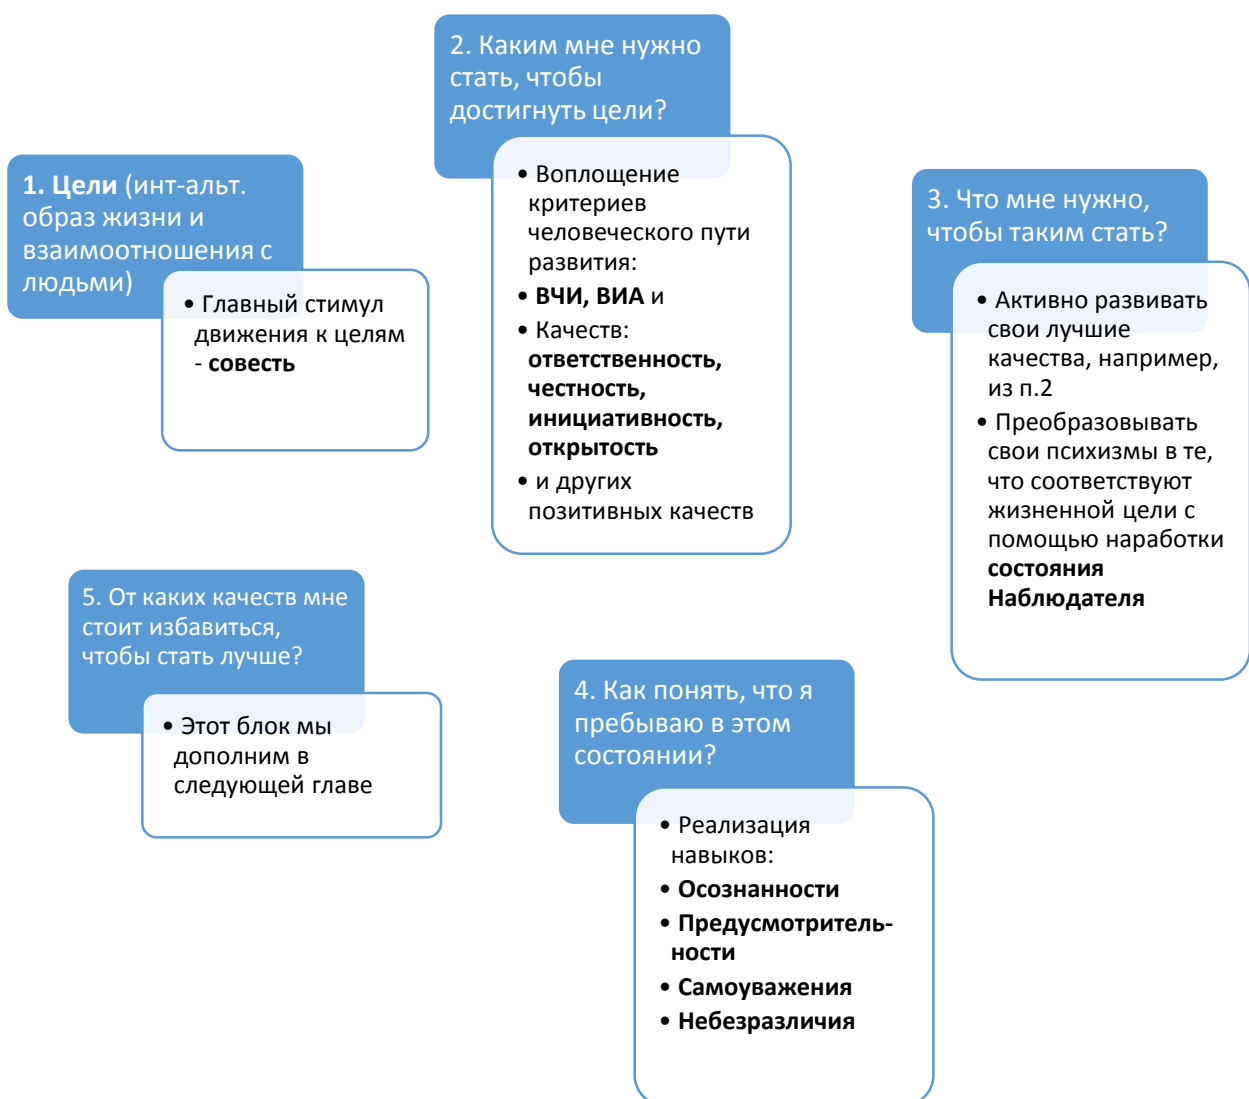 1. Цели (инт-альт.
образ жизни и
взаимоотношения с
людьми)
• Главный стимул
движения к целям
- совесть
2. Каким мне нужно
стать, чтобы
достигнуть цели?
• Воплощение
критериев
человеческого пути
развития:
• ВЧИ, ВИА и
• Качеств:
ответственность,
честность,
инициативность,
открытость
• и других
позитивных качеств
3. Что мне нужно,
чтобы таким стать?
• Активно развивать
свои лучшие
качества, например,
из п.2
• Преобразовывать
свои психизмы в те,
что соответствуют
жизненной цели с
помощью наработки
состояния
Наблюдателя
4. Как понять, что я
пребываю в этом
состоянии?
• Реализация
навыков:
• Осознанности
• Предусмотритель-
ности
• Самоуважения
• Небезразличия
5. От каких качеств мне
стоит избавиться,
чтобы стать лучше?
• Этот блок мы
дополним в
следующей главе